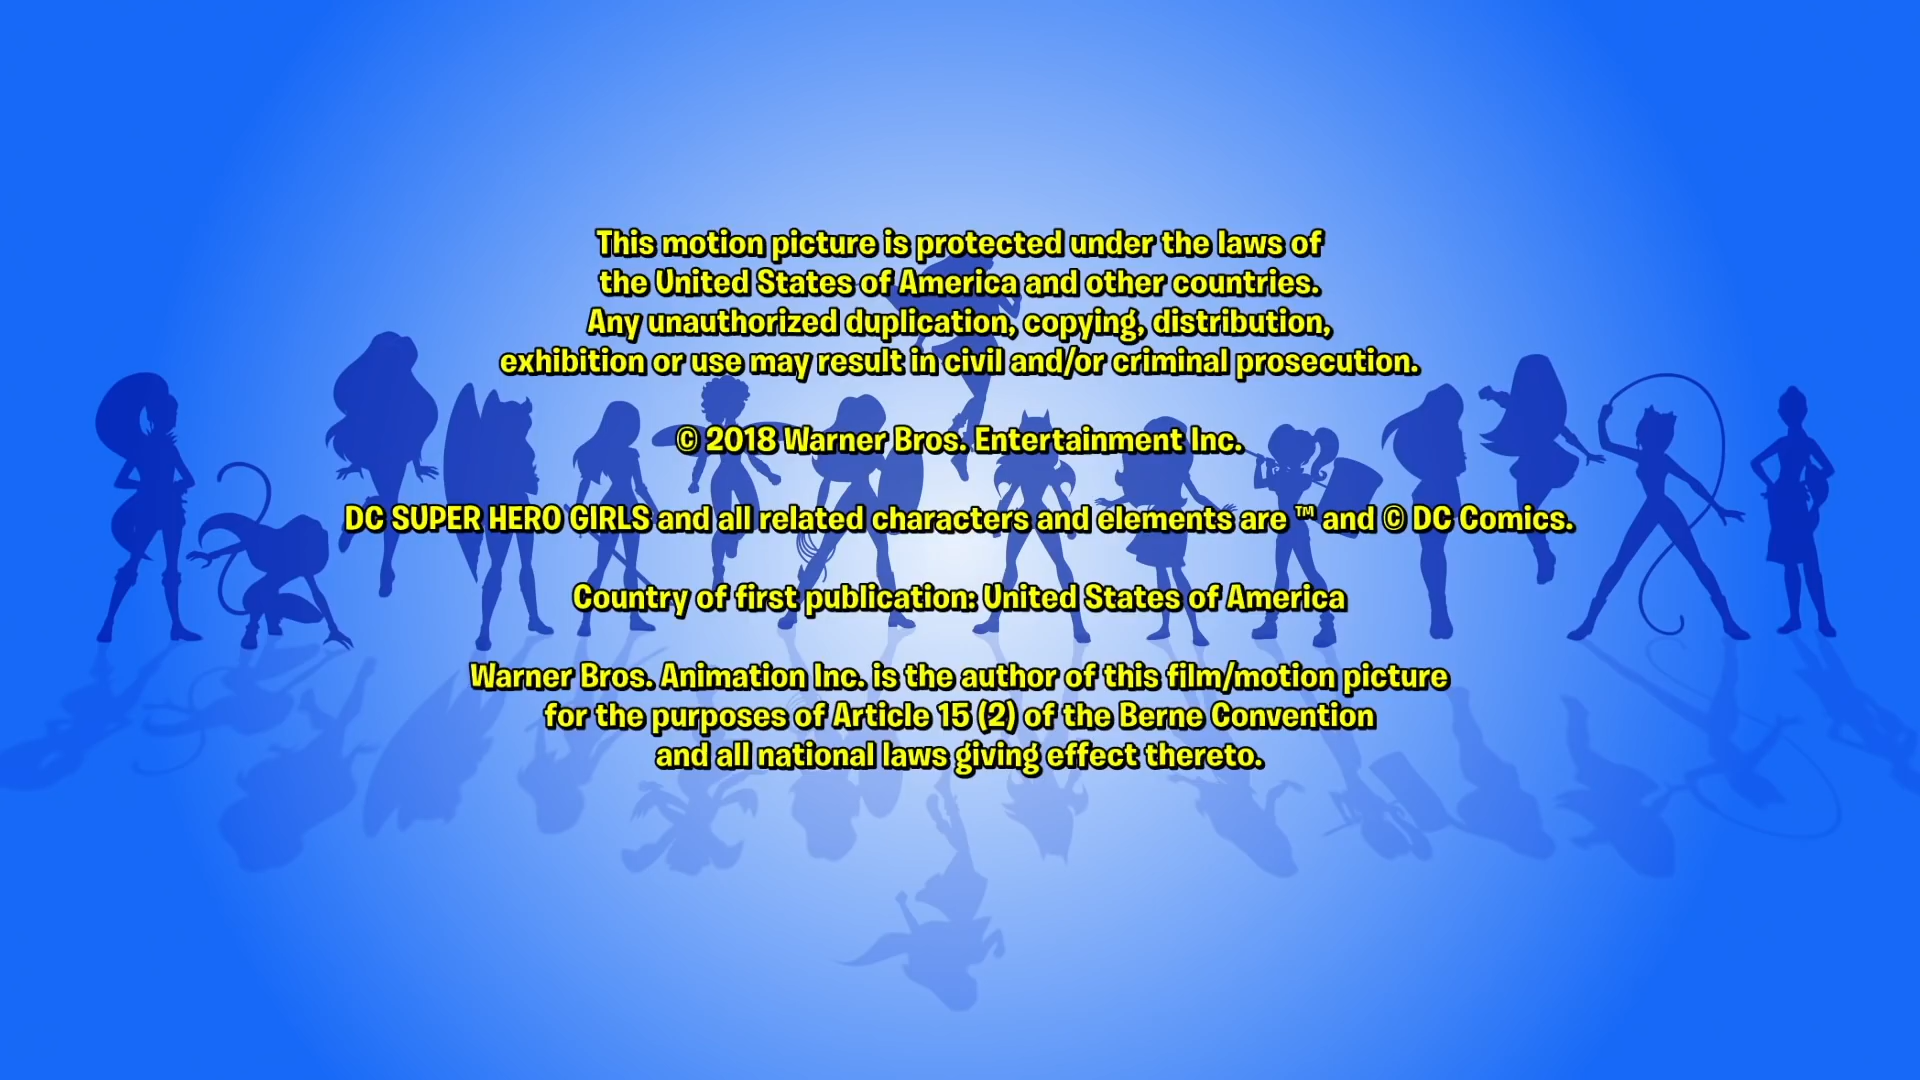 This motion picture is protected under the laws of
the United States of America and other countries.
Any unauthorized duplication, copying, distribution,
exhibition or use may result in civil and/or criminal prosecution.
© 2018 Warner Bros. Entertainment Inc.
DC SUPER HERO GIRLS and all related characters and elements are ™ and © DC Comics.
Country of first publication: United States of America
Warner Bros. Animation Inc. is the author of this film/motion picture
for the purposes of Article 15 (2) of the Berne Convention
and all national laws giving effect thereto.